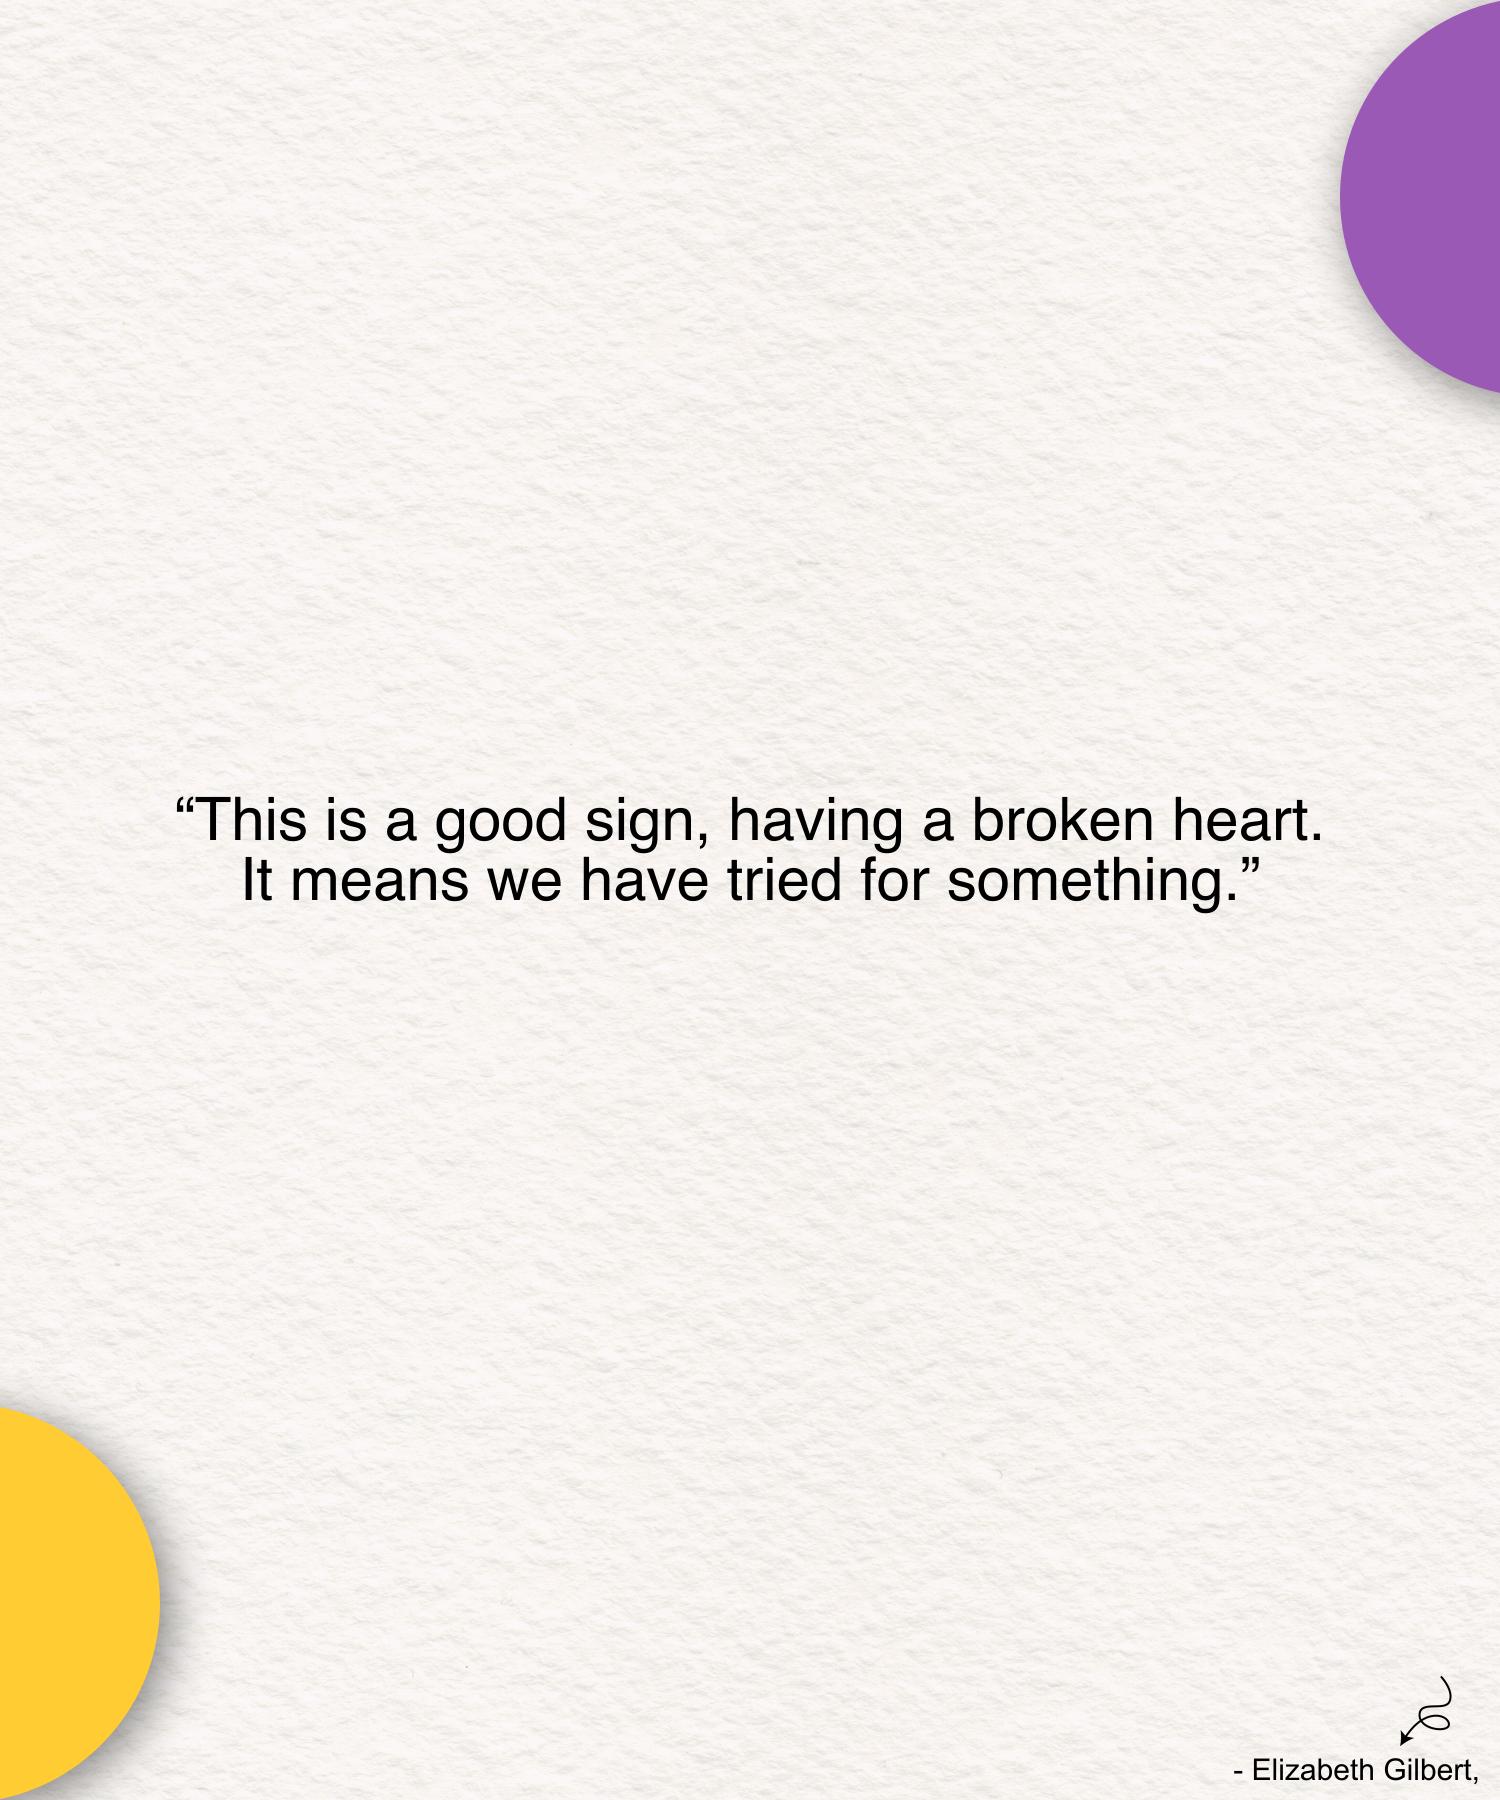 “This is a good sign, having a broken heart.
It means we have tried for something.”
- Elizabeth Gilbert,